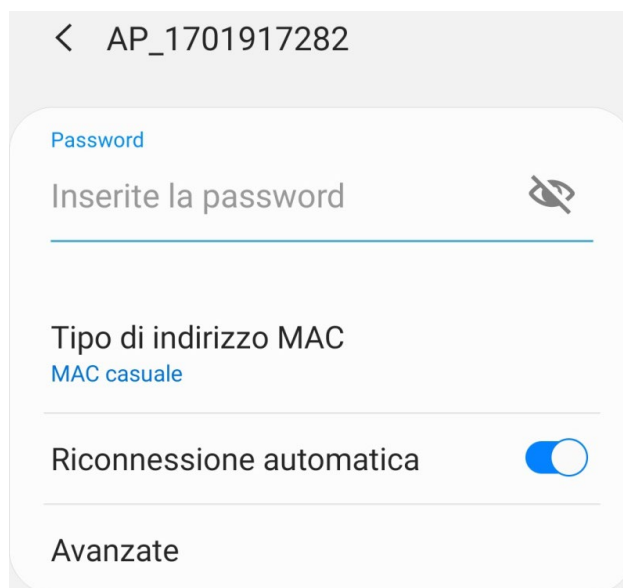 AP_1701917282
Password
Inserite la password
Tipo di indirizzo MAC
MAC casuale
Riconnessione automatica
Avanzate